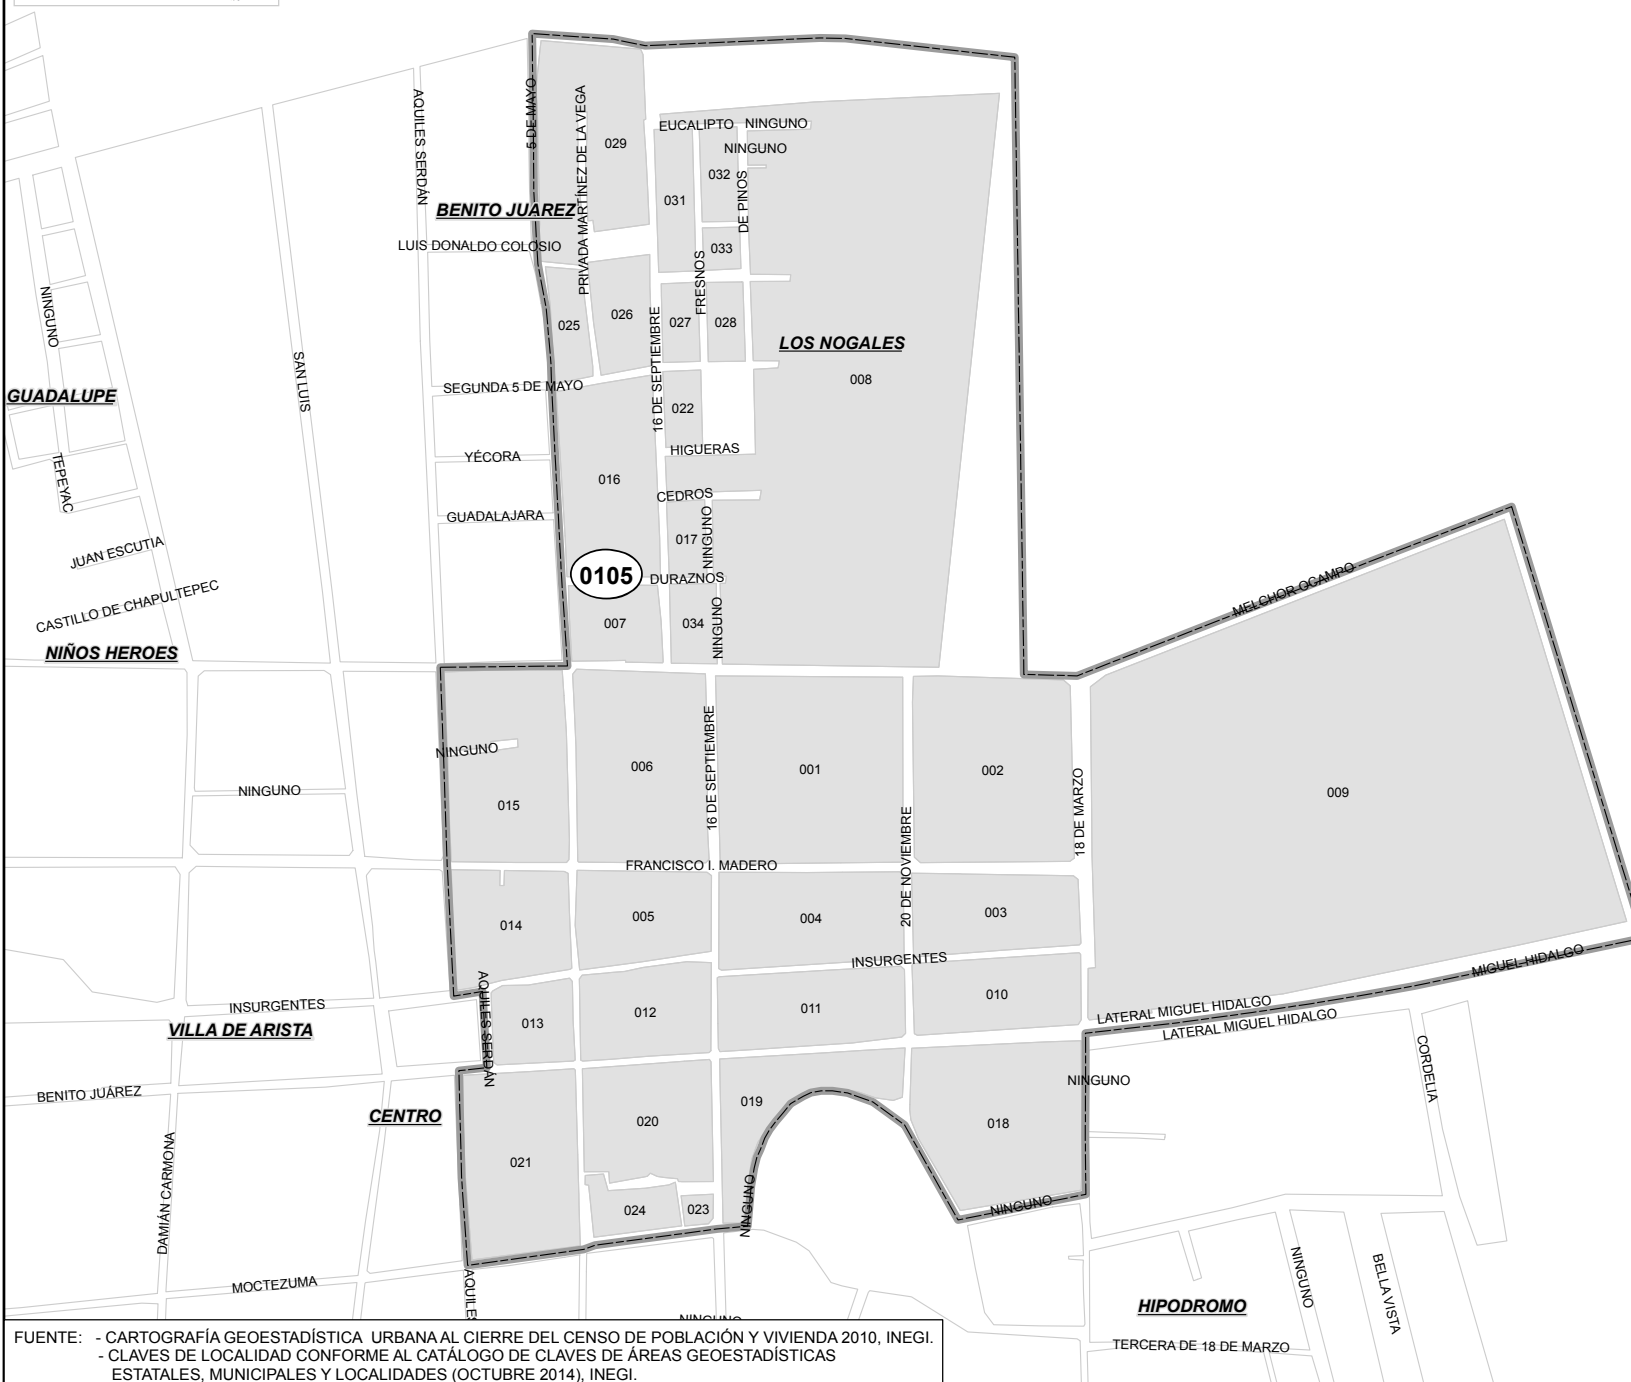 5 DE MAYO
AQUILES SERDÁN
PRIVADA MARTÍNEZ DE LA VEGA
029
EUCALIPTO
NINGUNO
NINGUNO
032
031
DE PINOS
BENITO JUAREZ
LUIS DONALDO COLOSIO
033
FRESNOS
NINGUNO
025
026
027
028
16 DE SEPTIEMBRE
LOS NOGALES
008
SAN LUIS
GUADALUPE
SEGUNDA 5 DE MAYO
022
HIGUERAS
YÉCORA
TEPEYAC
016
CEDROS
GUADALAJARA
017
NINGUNO
JUAN ESCUTIA
0105
DURAZNOS
MELCHOR OCAMPO
CASTILLO DE CHAPULTEPEC
007
034
NINGUNO
NIÑOS HEROES
NINGUNO
006
16 DE SEPTIEMBRE
001
002
NINGUNO
015
18 DE MARZO
009
FRANCISCO I. MADERO
20 DE NOVIEMBRE
014
005
004
003
INSURGENTES
MIGUEL HIDALGO
AQUILES SERDÁN
INSURGENTES
013
012
011
010
LATERAL MIGUEL HIDALGO
LATERAL MIGUEL HIDALGO
VILLA DE ARISTA
CORDELIA
BENITO JUÁREZ
NINGUNO
CENTRO
019
020
018
DAMIÁN CARMONA
021
NINGUNO
024
023
NINGUNO
MOCTEZUMA
AQUILES
NINGUNO
BELLA VISTA
HIPODROMO
NINGUNO
TERCERA DE 18 DE MARZO
FUENTE: - CARTOGRAFÍA GEOESTADÍSTICA URBANA AL CIERRE DEL CENSO DE POBLACIÓN Y VIVIENDA 2010, INEGI.
- CLAVES DE LOCALIDAD CONFORME AL CATÁLOGO DE CLAVES DE ÁREAS GEOESTADÍSTICAS
ESTATALES, MUNICIPALES Y LOCALIDADES (OCTUBRE 2014), INEGI.